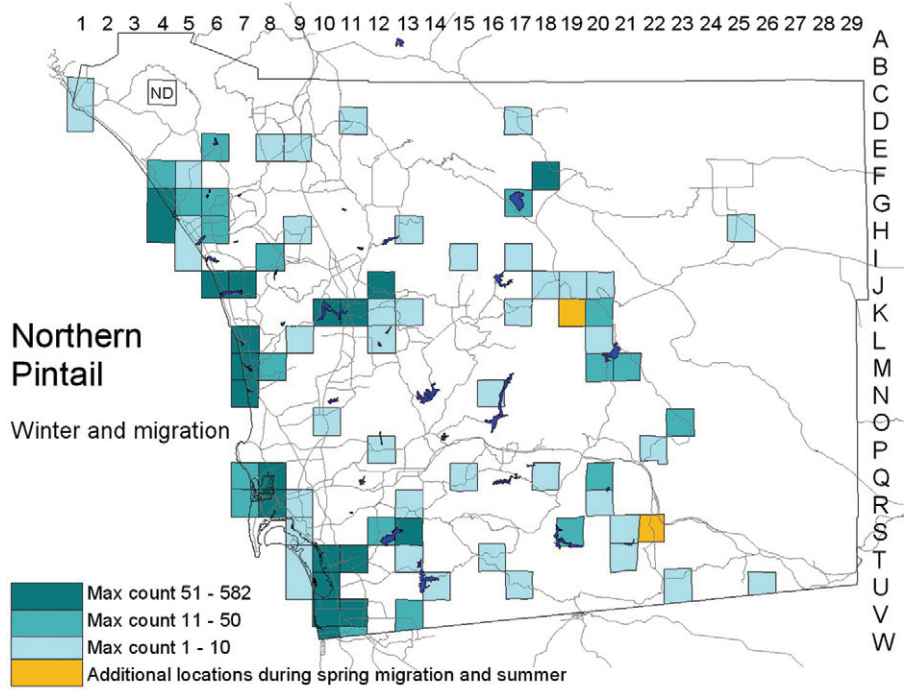 1 2 3 4 5 6 7 8 9 10 11 12 13 14 15 16 17 18 19 20 21 22 23 24 25 26 27 28 29
A
B
C
D
E
F
G
H
I
J
K
L
M
N
O
P
Q
R
S
T
U
V
W
ND
Northern
Pintail
Winter and migration
Max count 51 - 582
Max count 11 - 50
Max count 1 - 10
Additional locations during spring migration and summer